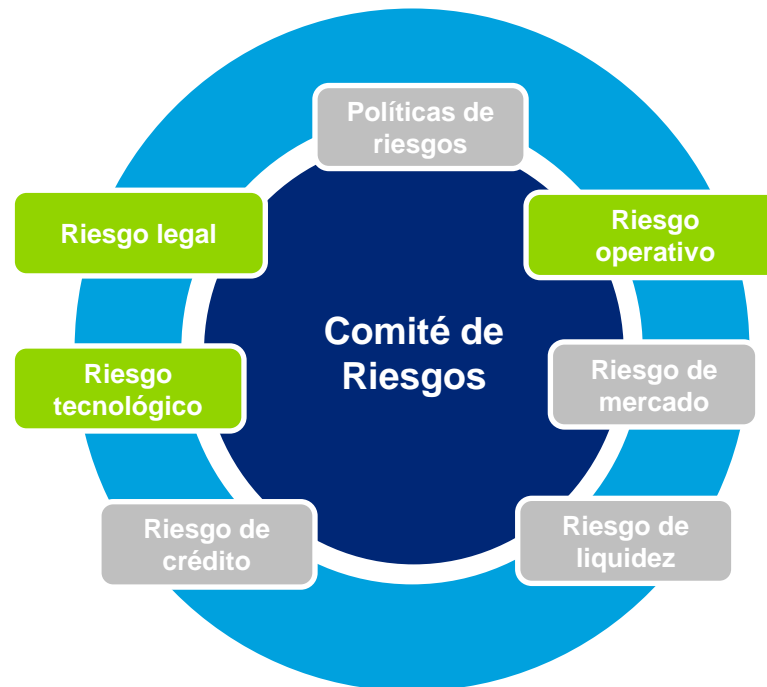 Políticas de
riesgos
Riesgo legal
Riesgo
operativo
Comité de
Riesgos
Riesgo
tecnológico
Riesgo de
mercado
Riesgo de
crédito
Riesgo de
liquidez